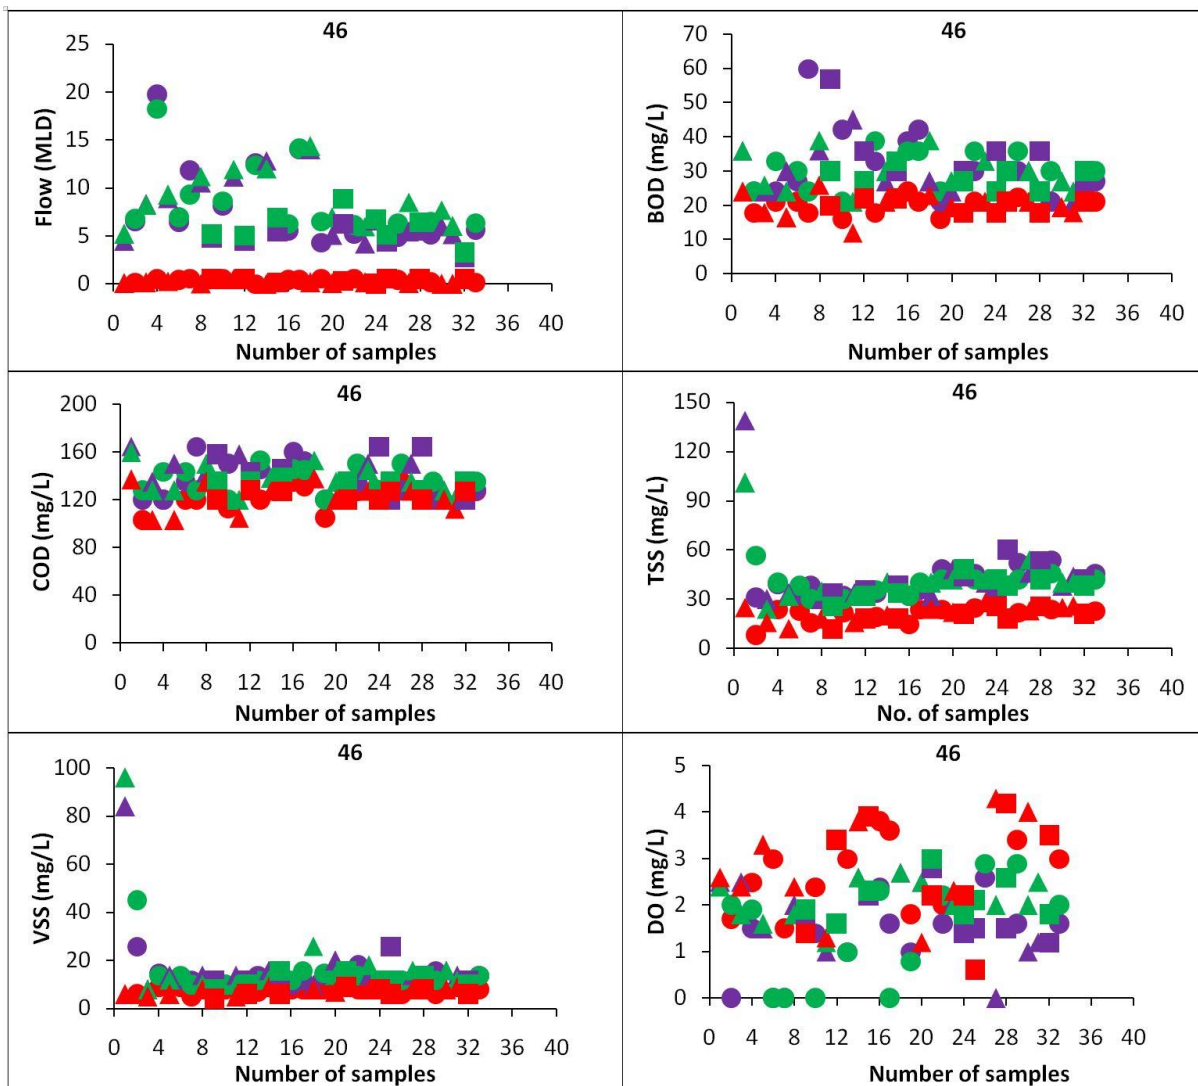 46
25
20
15
10
5
0
Flow (MLD)
0 4 8 12 16 20 24 28 32 36 40
Number of samples
46
70
60
50
40
30
20
10
0
BOD (mg/L)
0 4 8 12 16 20 24 28 32 36 40
Number of samples
46
200
160
120
80
40
0
COD (mg/L)
0 4 8 12 16 20 24 28 32 36 40
Number of samples
46
150
120
90
60
30
0
TSS (mg/L)
0 4 8 12 16 20 24 28 32 36 40
No. of samples
46
100
80
60
40
20
0
VSS (mg/L)
0 4 8 12 16 20 24 28 32 36 40
Number of samples
46
5
4
3
2
1
0
DO (mg/L)
0 4 8 12 16 20 24 28 32 36 40
Number of samples